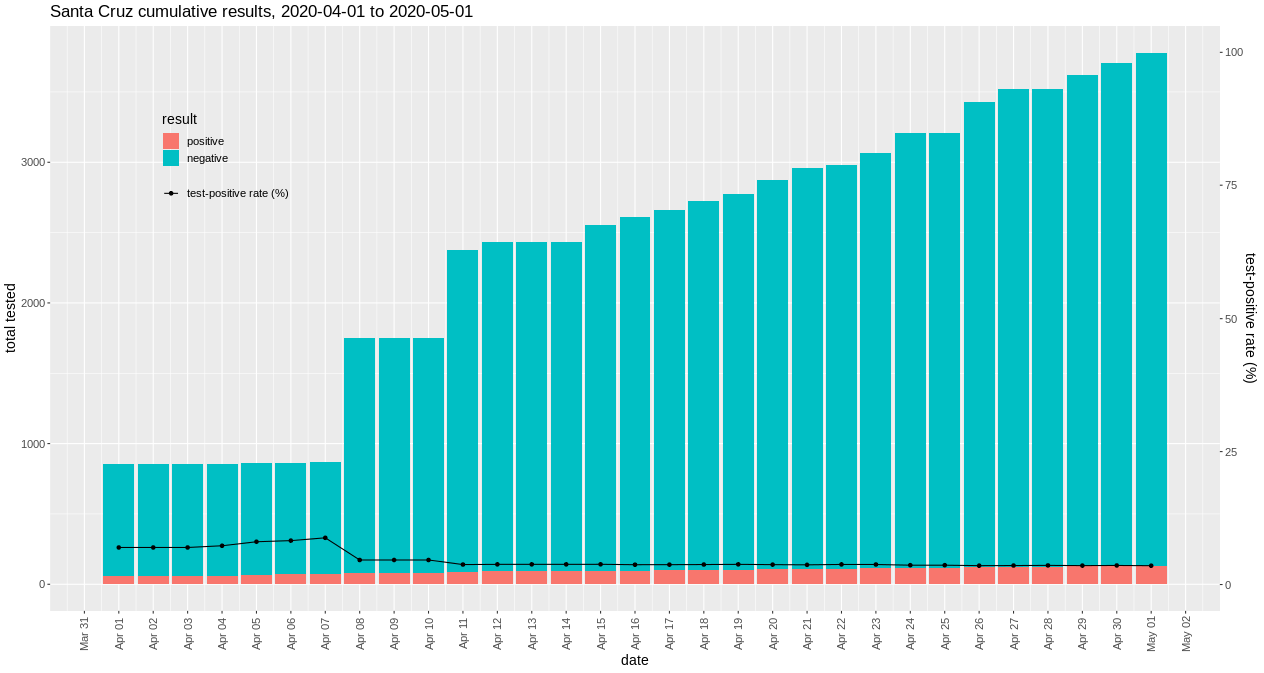 Santa Cruz cumulative results, 2020-04-01 to 2020-05-01
result
positive
negative
test-positive rate (%)
total tested
3000
2000
1000
0
100
75
50
25
0
test-positive rate (%)
Mar 31
Apr 01
Apr 02
Apr 03
Apr 04
Apr 05
Apr 06
Apr 07
Apr 08
Apr 09
Apr 10
Apr 11
Apr 12
Apr 13
Apr 14
Apr 15
Apr 16
Apr 17
Apr 18
Apr 19
Apr 20
Apr 21
Apr 22
Apr 23
Apr 24
Apr 25
Apr 26
Apr 27
Apr 28
Apr 29
Apr 30
May 01
May 02
date